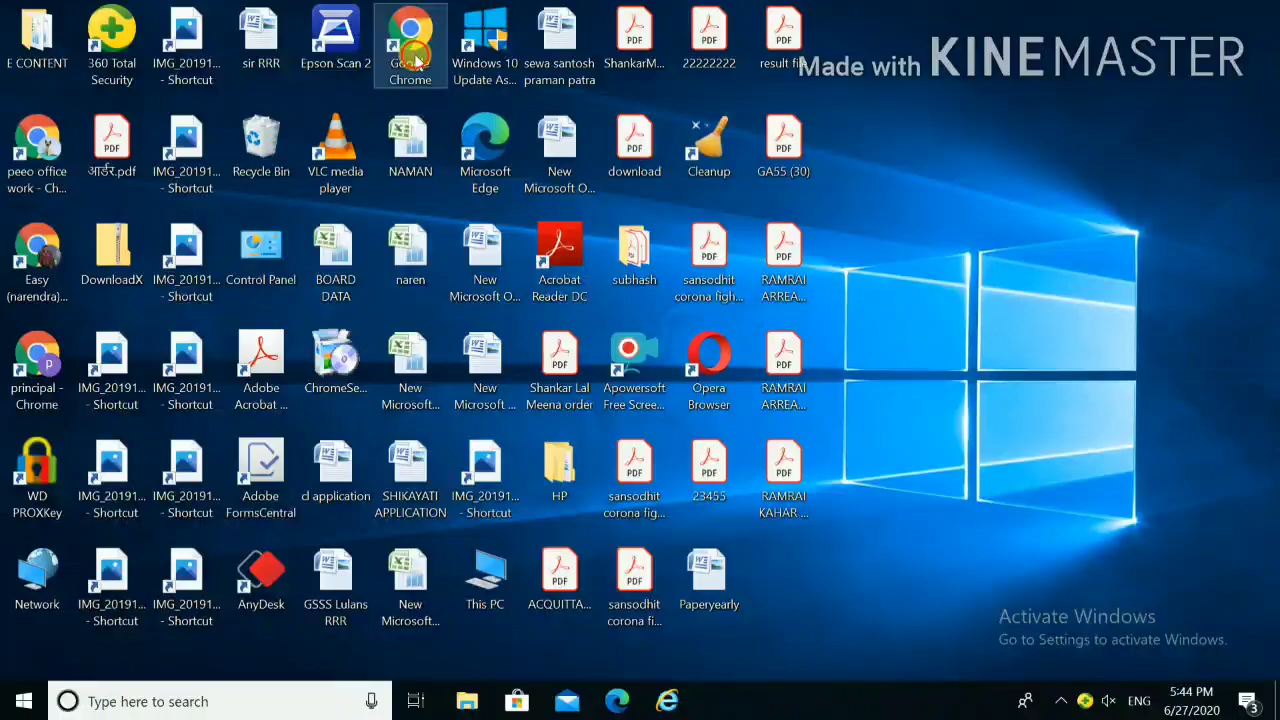 E CONTENT
360 Total
Security
IMG_20191...
- Shortcut
sir RRR
Epson Scan 2
Google
Chrome
Windows 10
Update As...
sewa santosh
praman patra
ShankarM...
22222222
result file
Made with KINEMASTER
peeo office
work - Ch...
आर्डर.pdf
IMG_20191...
- Shortcut
Recycle Bin
VLC media
player
NAMAN
Microsoft
Edge
New
Microsoft O...
download
Cleanup
GA55 (30)
Easy
(narendra)...
DownloadX
IMG_20191...
- Shortcut
Control Panel
BOARD
DATA
naren
New
Microsoft O...
Acrobat
Reader DC
subhash
sansodhit
corona figh...
RAMRAI
ARREA...
principal -
Chrome
IMG_20191...
- Shortcut
IMG_20191...
- Shortcut
Adobe
Acrobat ...
ChromeSe...
New
Microsoft...
New
Microsoft ...
Shankar Lal
Meena order
Apowersoft
Free Scree...
Opera
Browser
RAMRAI
ARREA...
WD
PROXKey
IMG_20191...
- Shortcut
IMG_20191...
- Shortcut
Adobe
FormsCentral
cl application
SHIKAYATI
APPLICATION
IMG_20191...
- Shortcut
HP
sansodhit
corona fig...
23455
RAMRAI
KAHAR ...
Network
IMG_20191...
- Shortcut
IMG_20191...
- Shortcut
AnyDesk
GSSS Lulans
RRR
New
Microsoft...
This PC
ACQUITTA...
sansodhit
corona fi...
Paperyearly
Activate Windows
Go to Settings to activate Windows.
Type here to search
ENG
5:44 PM
6/27/2020
3